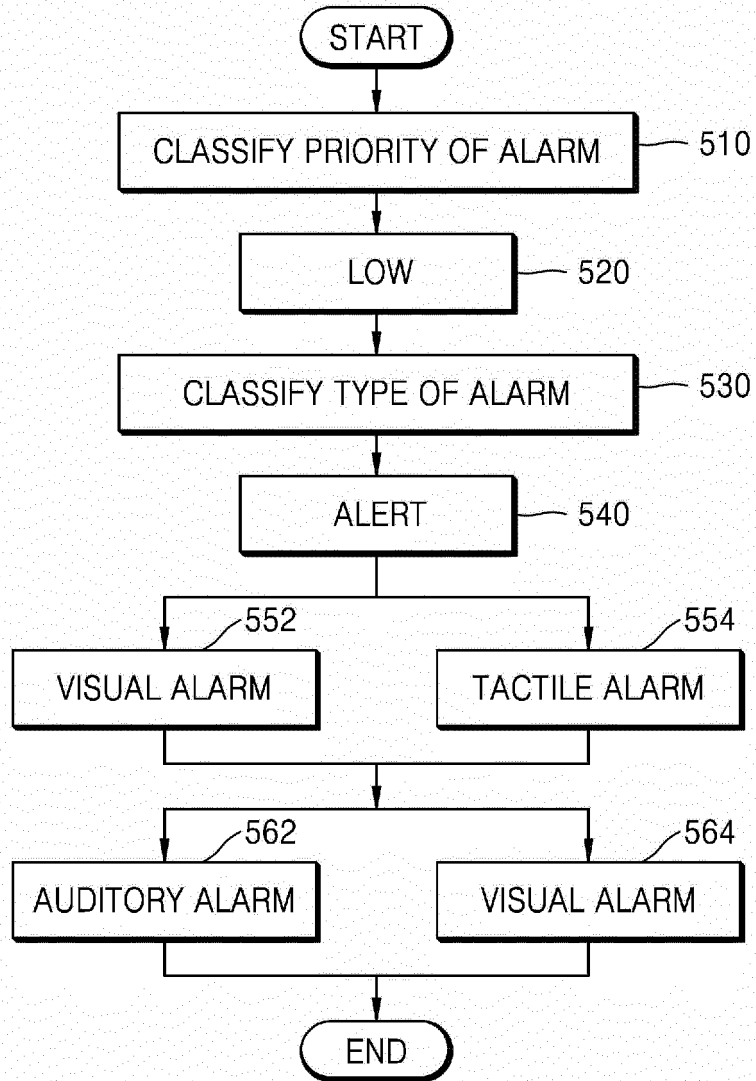 START
CLASSIFY PRIORITY OF ALARM
510
LOW
520
CLASSIFY TYPE OF ALARM
530
ALERT
540
552
554
VISUAL ALARM
TACTILE ALARM
562
564
AUDITORY ALARM
VISUAL ALARM
END